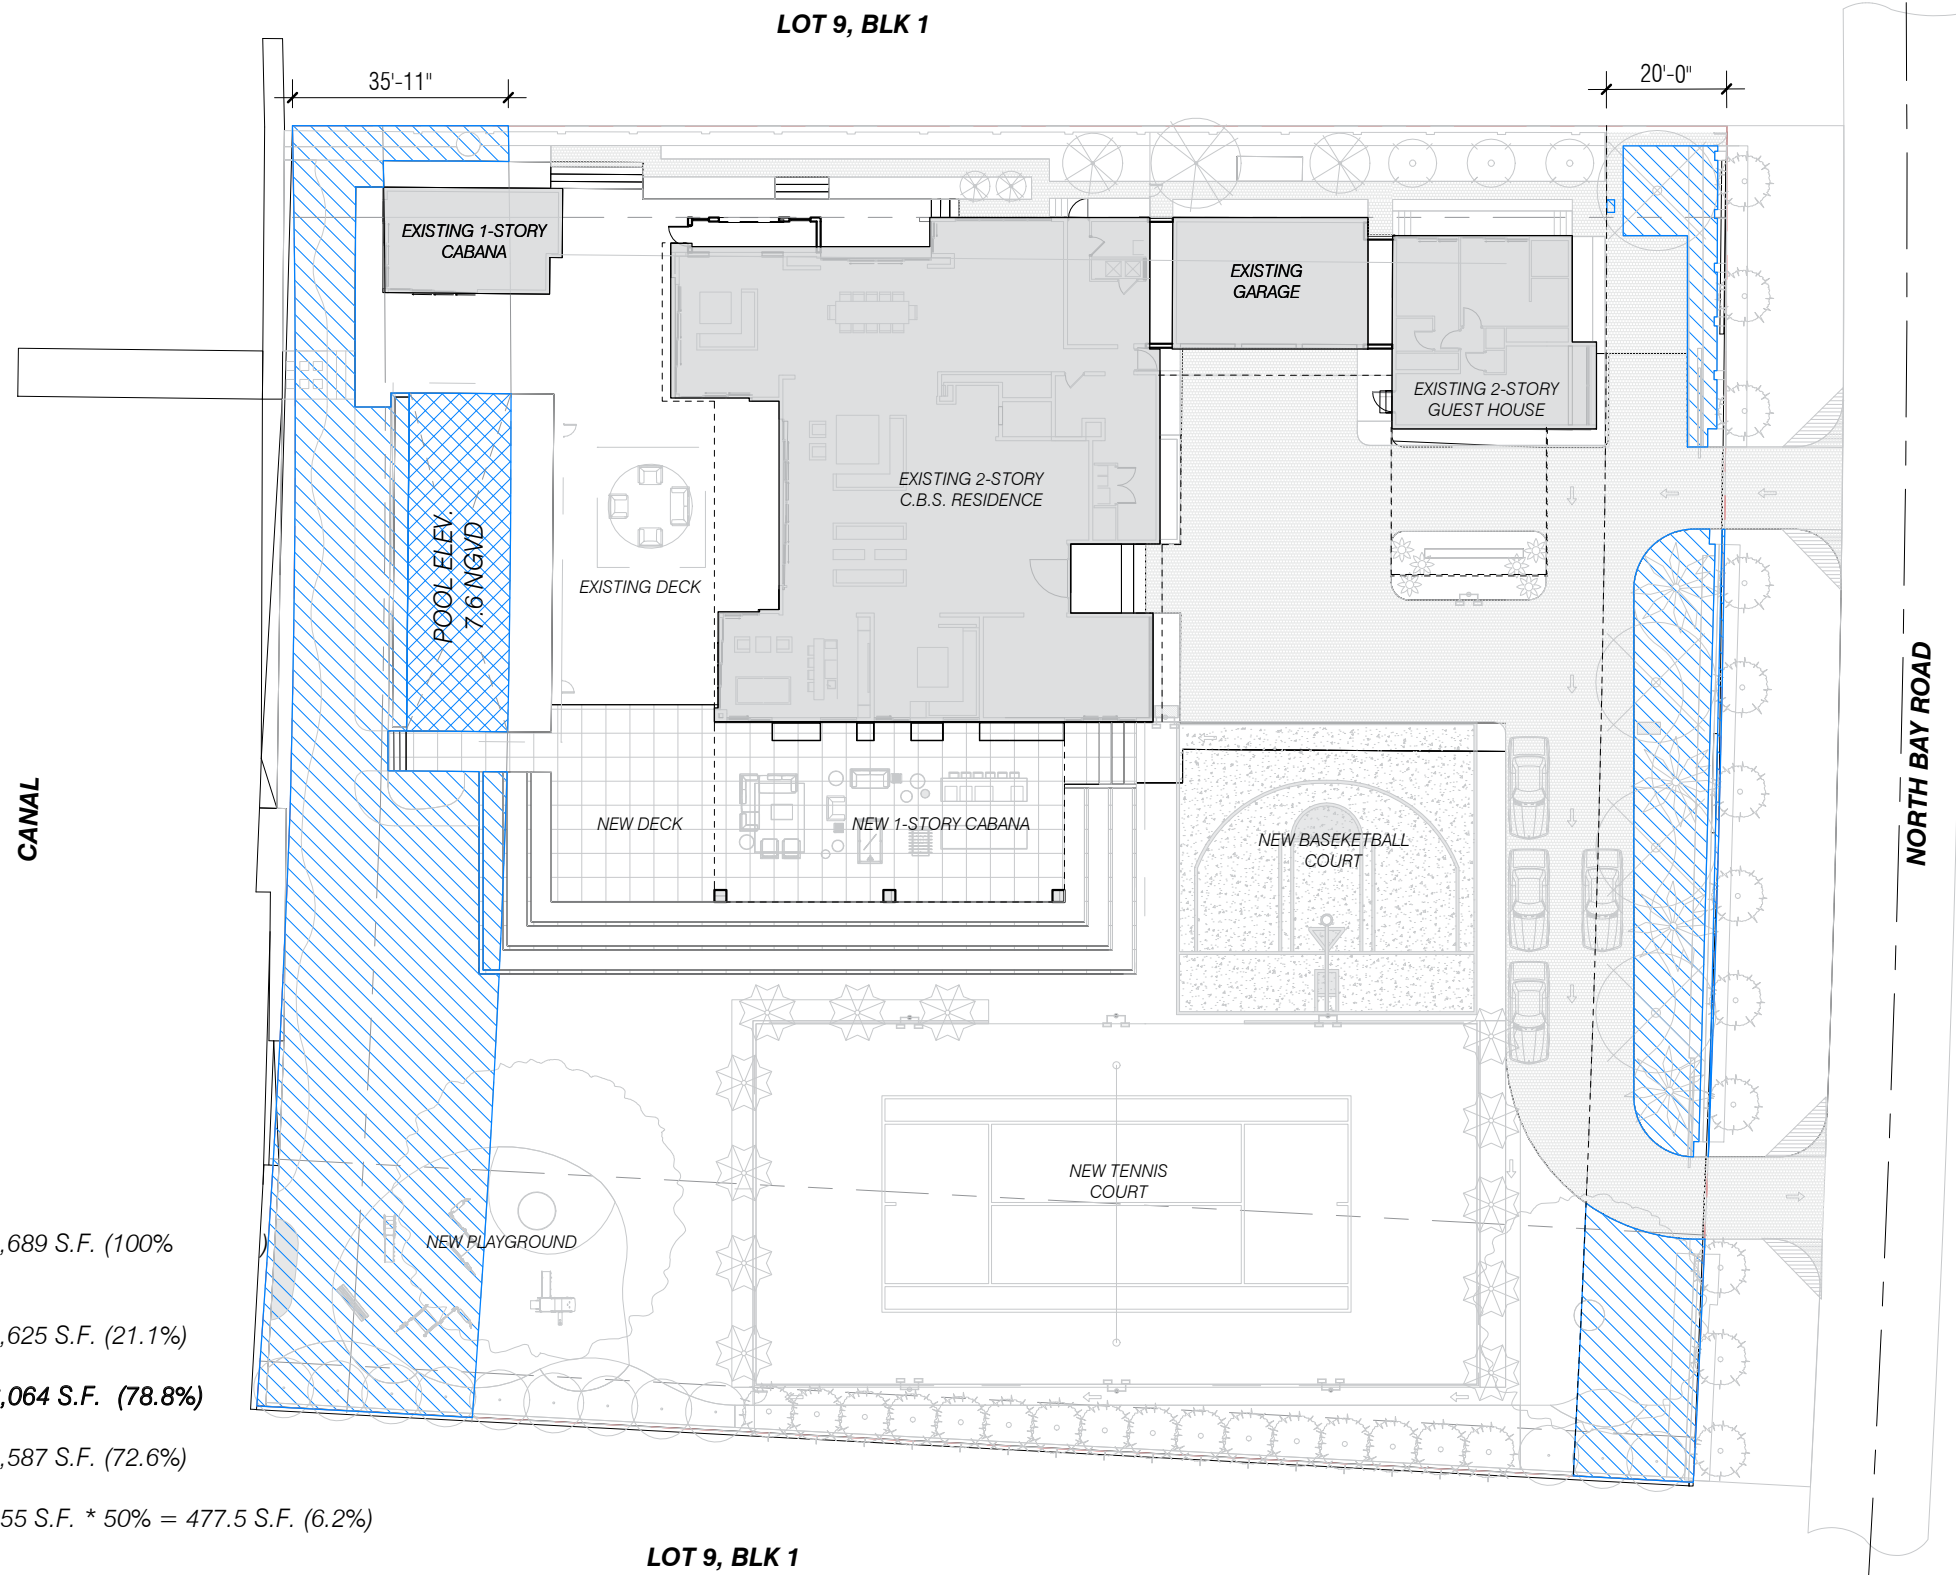 LOT 9, BLK 1
35'-11"
20'-0"
EXISTING 1-STORY
CABANA
EXISTING
GARAGE
EXISTING 2-STORY
GUEST HOUSE
EXISTING 2-STORY
C.B.S. RESIDENCE
POOL ELEV.
7.6 NGVD
EXISTING DECK
NORTH BAY ROAD
CANAL
NEW DECK
NEW 1-STORY CABANA
NEW BASEKETBALL
COURT
NEW TENNIS
COURT
NEW PLAYGROUND
,689 S.F. (100%
)
,625 S.F. (21.1%)
,064 S.F. (78.8%)
,587 S.F. (72.6%)
55 S.F. * 50% = 477.5 S.F. (6.2%)
LOT 9, BLK 1